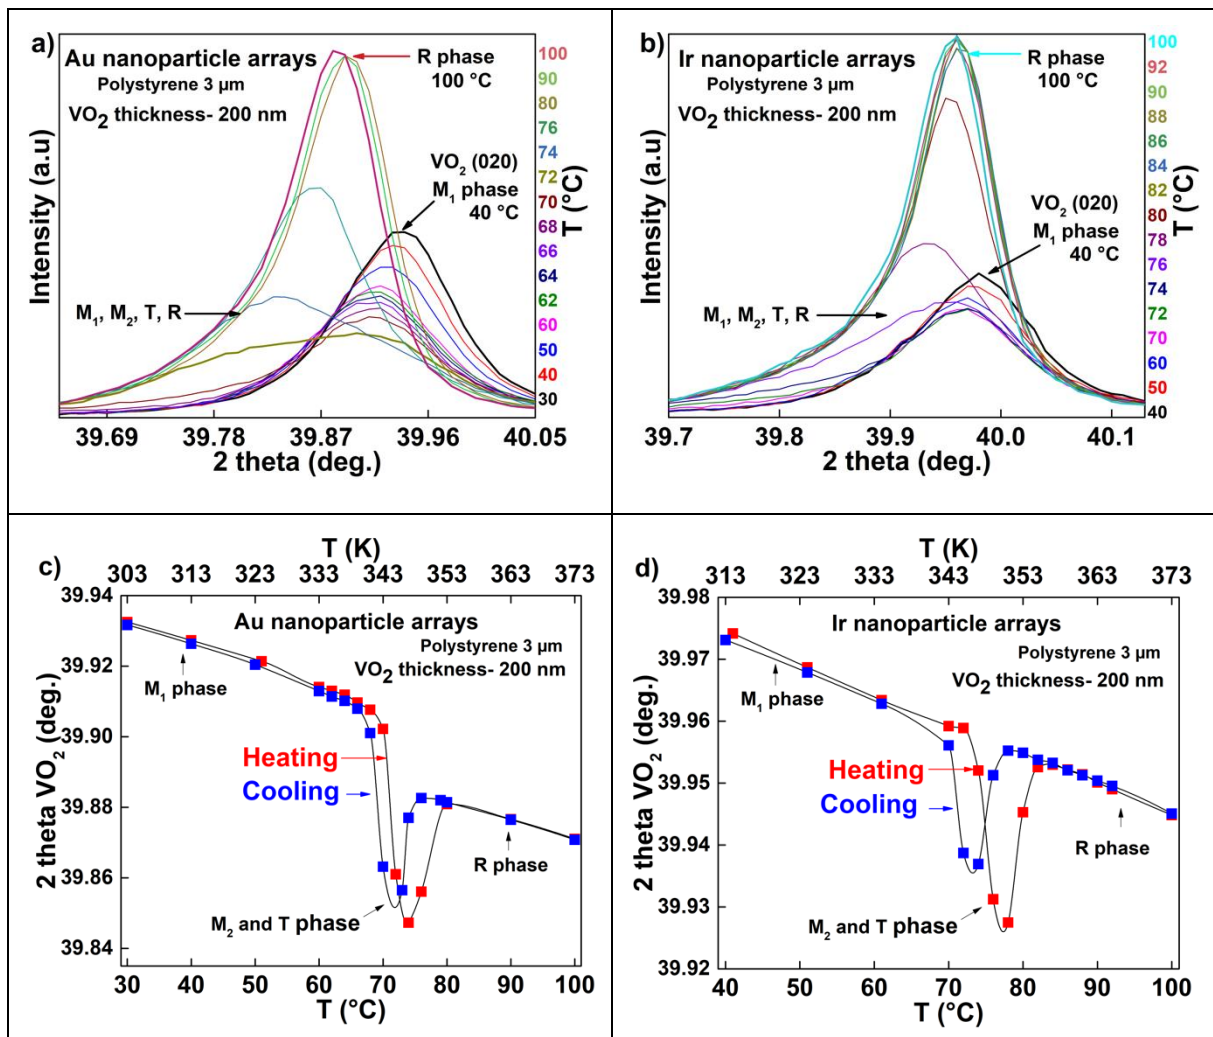 a)
Au nanoparticle arrays
Polystyrene 3 µm
VO2 thickness- 200 nm
R phase
100 °C
VO2 (020)
M1 phase
40 °C
M1, M2, T, R
Intensity (a.u)
39.69 39.78 39.87 39.96 40.05
2 theta (deg.)
100
90
80
76
74
72
70
68
66
64
62
60
50
40
30
T (°C)
b)
Ir nanoparticle arrays
Polystyrene 3 µm
VO2 thickness- 200 nm
R phase
100 °C
VO2 (020)
M1 phase
40 °C
M1, M2, T, R
Intensity (a.u)
39.7 39.8 39.9 40.0 40.1
2 theta (deg.)
100
92
90
88
86
84
82
80
78
76
74
72
70
60
50
40
T (°C)
c)
T (K)
303 313 323 333 343 353 363 373
39.94
39.92
39.90
39.88
39.86
39.84
2 theta VO2 (deg.)
Au nanoparticle arrays
Polystyrene 3 µm
VO2 thickness- 200 nm
M1 phase
Heating
Cooling
R phase
M2 and T phase
30 40 50 60 70 80 90 100
T (°C)
d)
T (K)
313 323 333 343 353 363 373
39.98
39.97
39.96
39.95
39.94
39.93
39.92
2 theta VO2 (deg.)
Ir nanoparticle arrays
Polystyrene 3 µm
VO2 thickness- 200 nm
M1 phase
Heating
Cooling
R phase
M2 and T phase
40 50 60 70 80 90 100
T (°C)